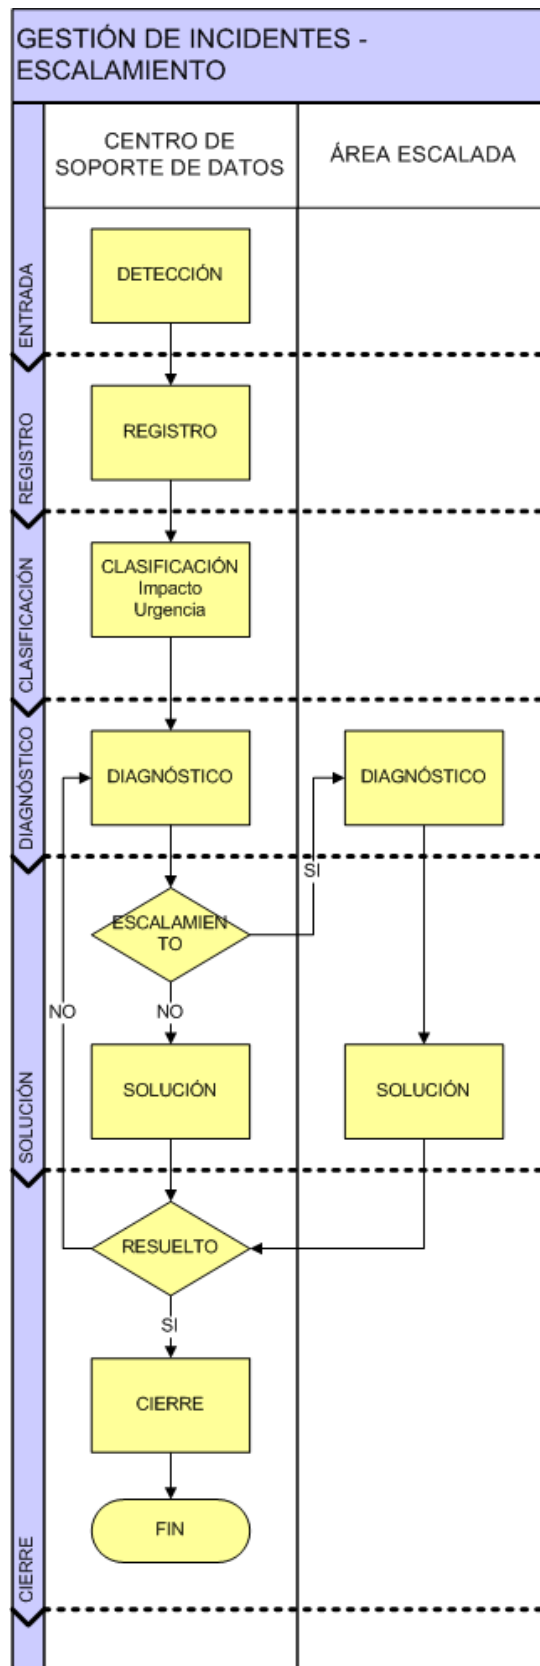 GESTIÓN DE INCIDENTES -
ESCALAMIENTO
CENTRO DE
SOPORTE DE DATOS
ÁREA ESCALADA
ENTRADA
DETECCIÓN
REGISTRO
REGISTRO
CLASIFICACIÓN
CLASIFICACIÓN
Impacto
Urgencia
DIAGNÓSTICO
DIAGNÓSTICO
DIAGNÓSTICO
SI
ESCALAMIEN
TO
NO
NO
SOLUCIÓN
SOLUCIÓN
SOLUCIÓN
RESUELTO
SI
CIERRE
FIN
CIERRE